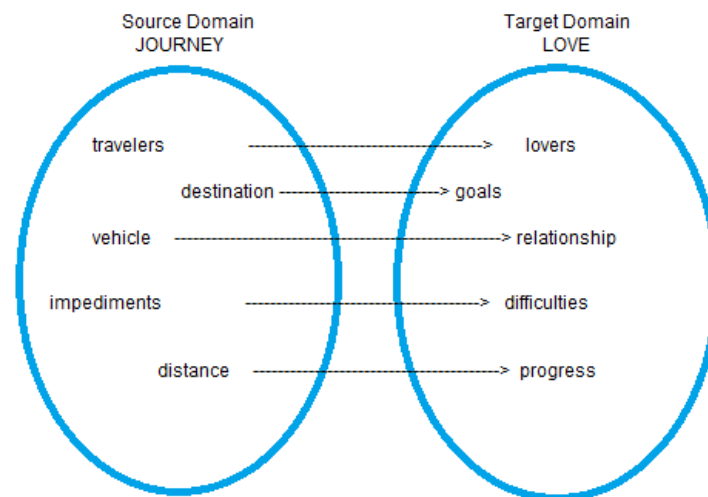 Source Domain
JOURNEY
Target Domain
LOVE
travelers ----------> lovers
destination ----------> goals
vehicle ----------> relationship
impediments ----------> difficulties
distance ----------> progress